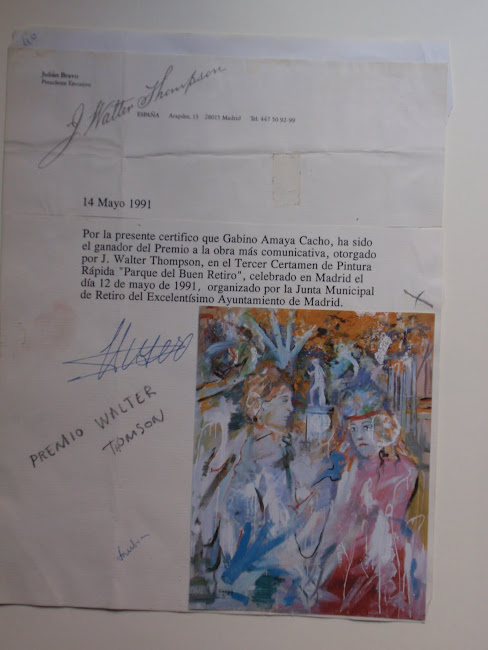 Julián Bravo
Presidente Ejecutivo
J. Walter Thompson
ESPAÑA Arapiles, 13 28015 Madrid Tel: 447 50 92-99
14 Mayo 1991
Por la presente certifico que Gabino Amaya Cacho, ha sido
el ganador del Premio a la obra más comunicativa, otorgado
por J. Walter Thompson, en el Tercer Certamen de Pintura
Rápida "Parque del Buen Retiro", celebrado en Madrid el
día 12 de mayo de 1991, organizado por la Junta Municipal
de Retiro del Excelentísimo Ayuntamiento de Madrid.
PREMIO WALTER
TOMSON